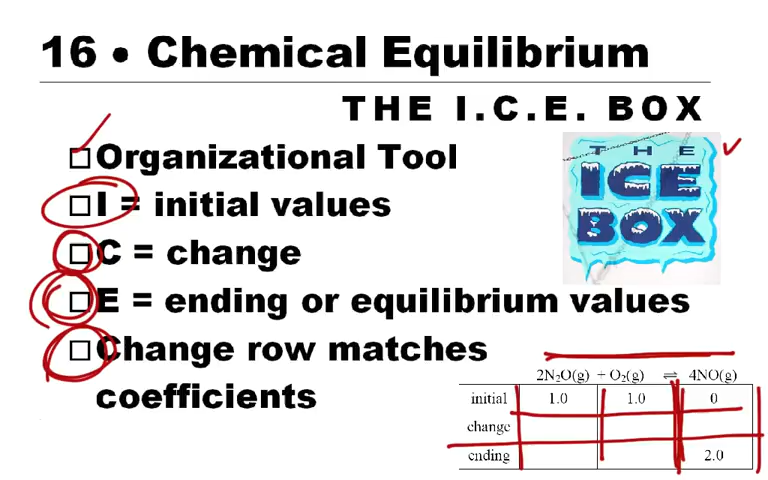 16 • Chemical Equilibrium
THE I.C.E. BOX
Organizational Tool
I = initial values
C = change
E = ending or equilibrium values
Change row matches
coefficients
THE
ICE
BOX
2N₂O(g) + O₂(g) ⇌ 4NO(g)
initial 1.0 1.0 0
change
ending 2.0